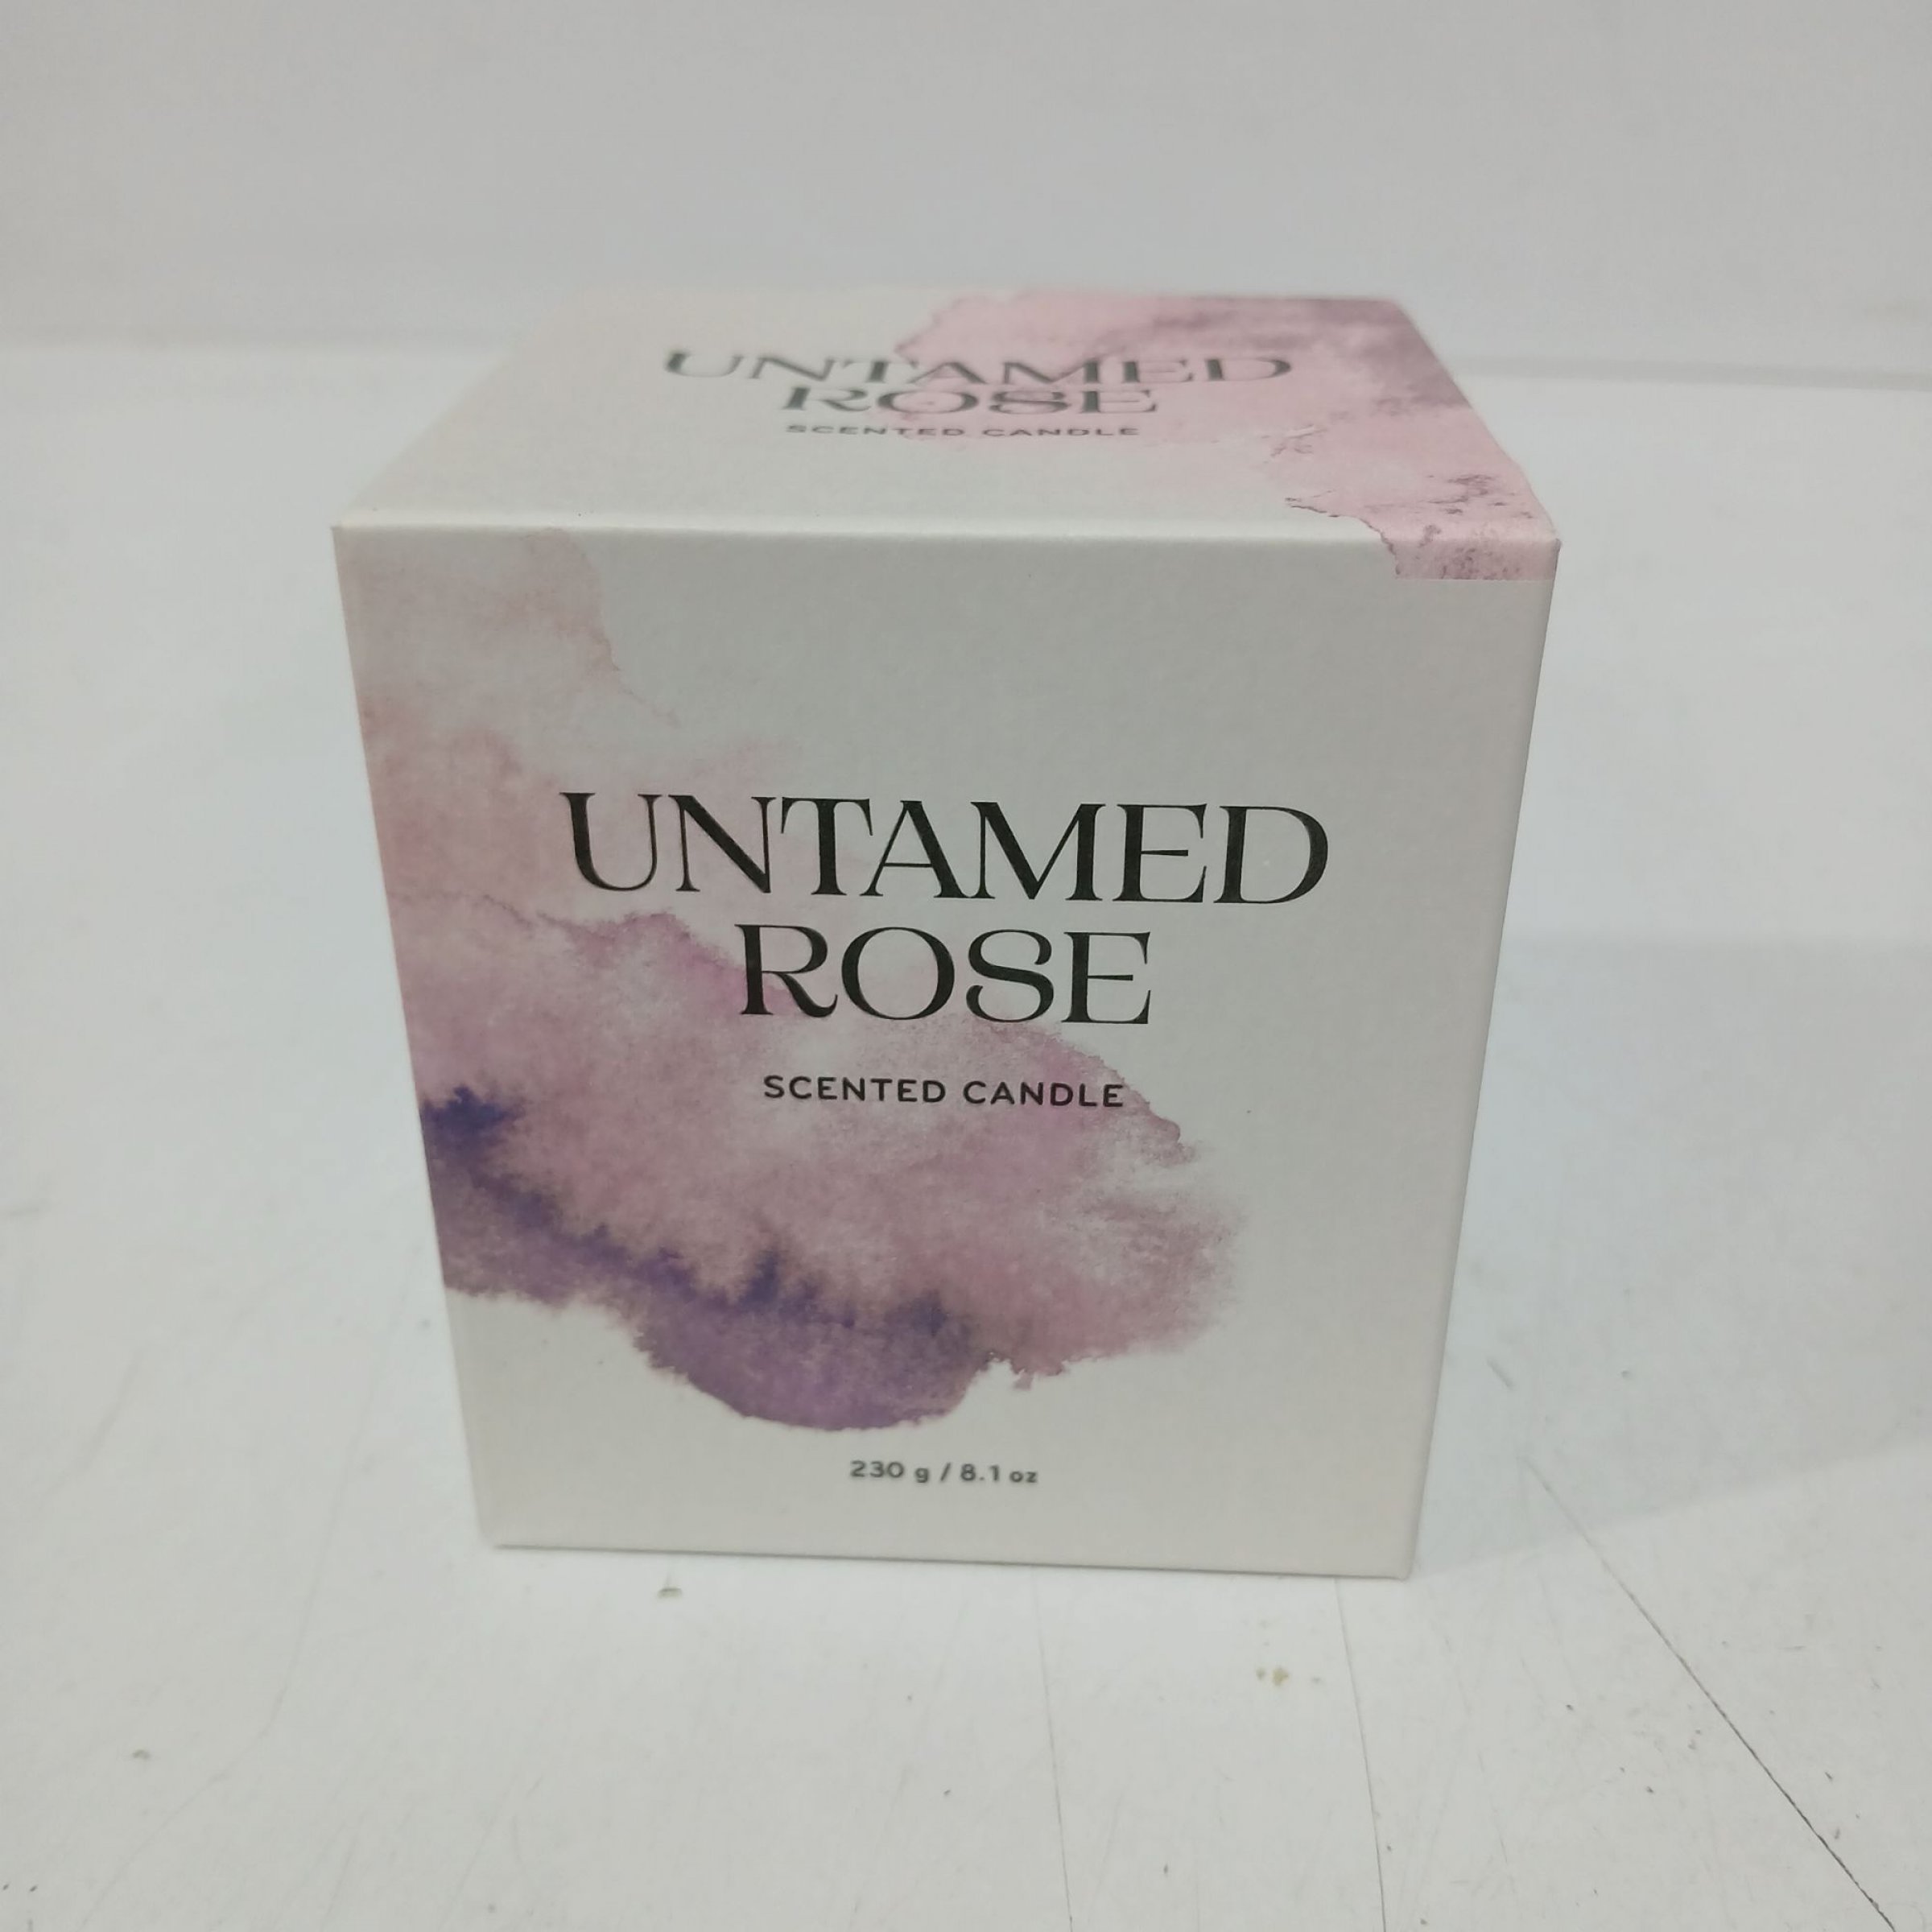 UNTAMED
ROSE
SCENTED CANDLE
UNTAMED
ROSE
SCENTED CANDLE
230 g / 8.1 oz